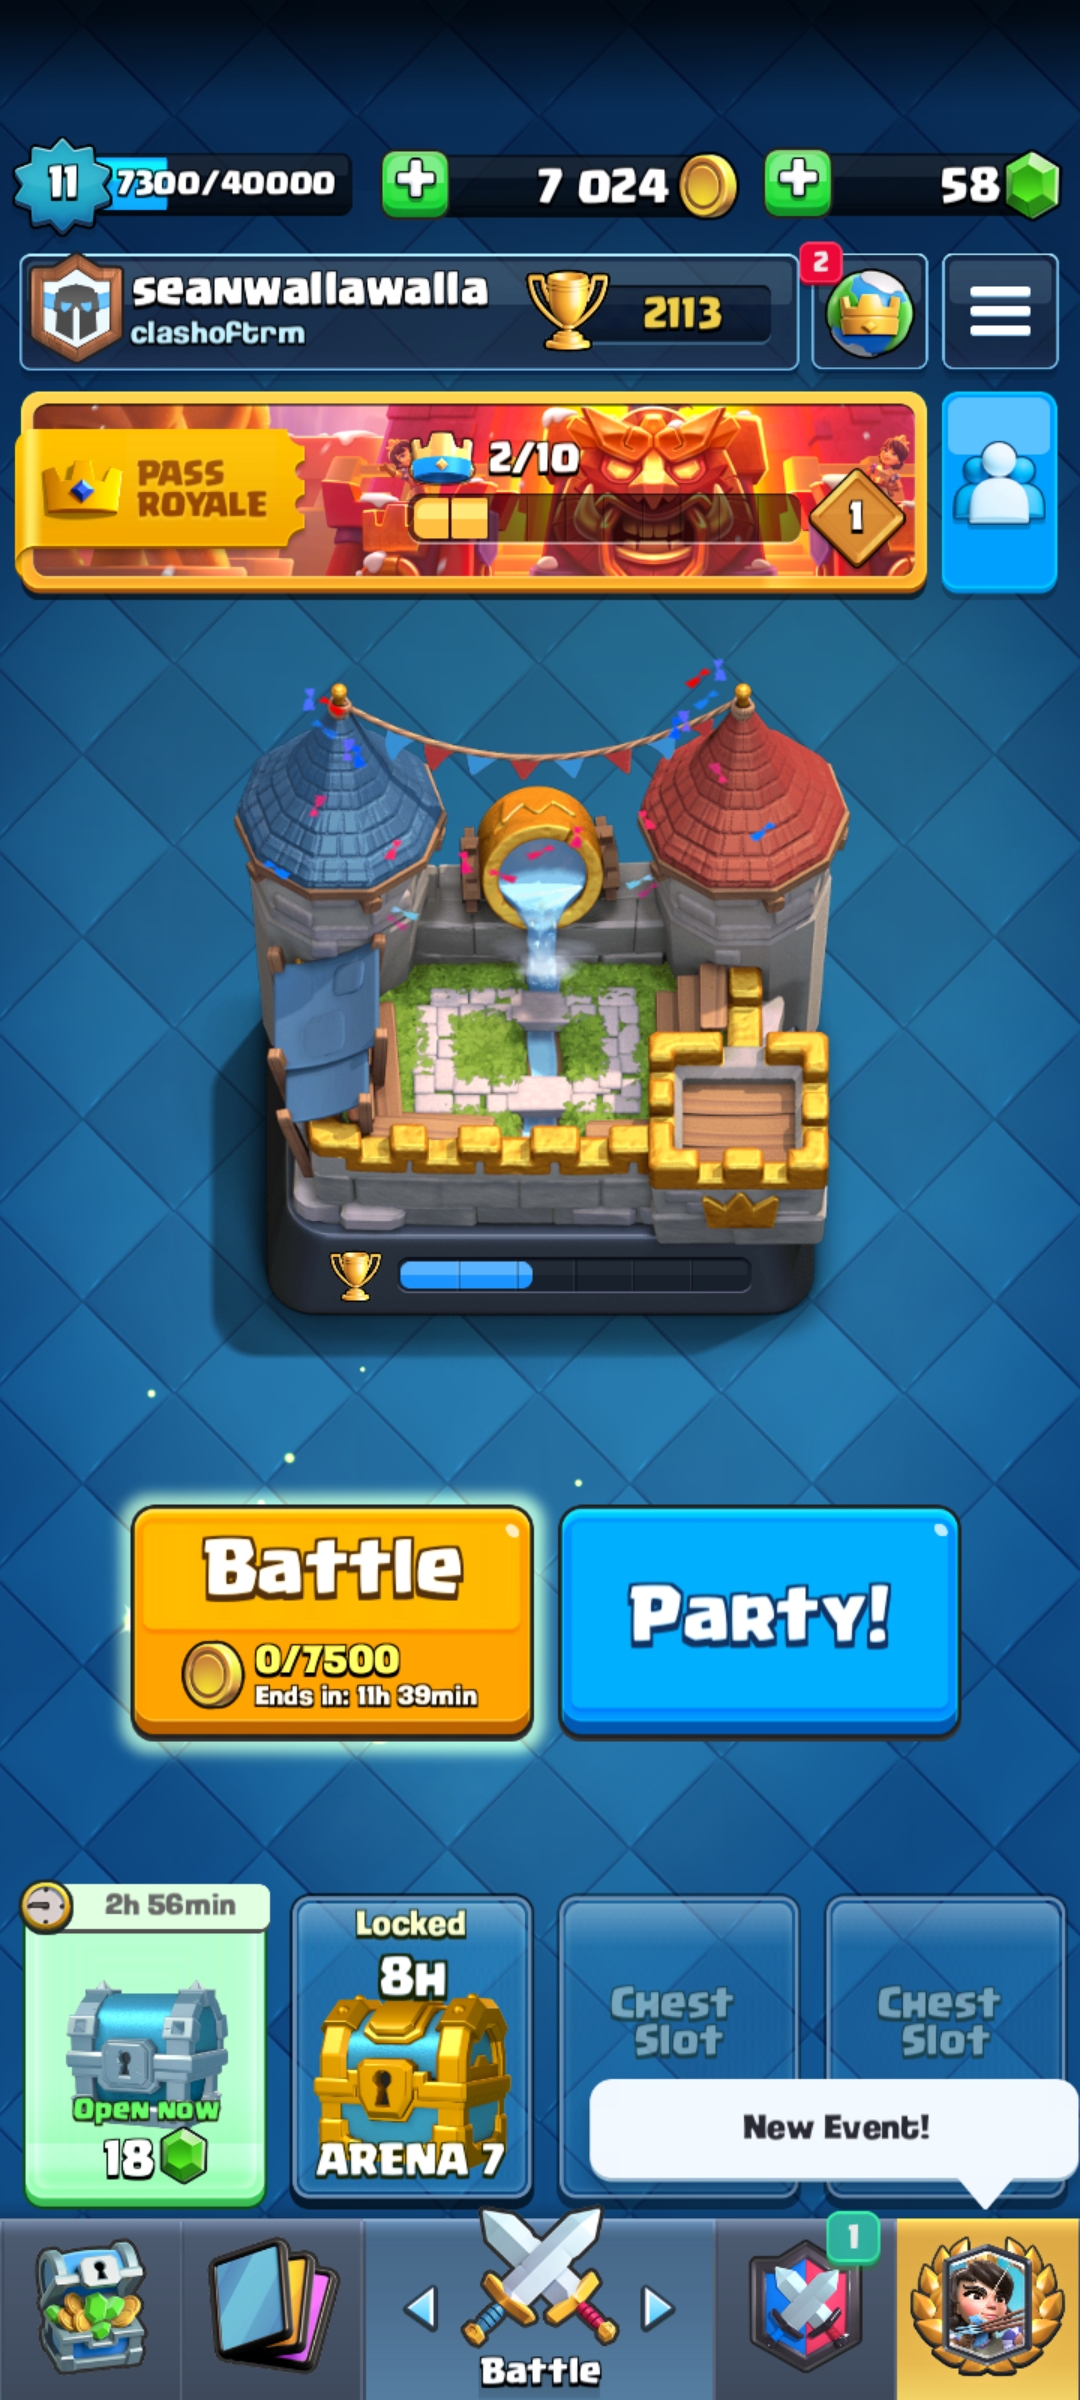 11
7300/40000
7 024
58
seanwallawalla
clashoftrm
2113
2
PASS
ROYALE
2/10
1
Battle
0/7500
Ends in: 11h 39min
Party!
2h 56min
Open now
18
Locked
8H
ARENA 7
Chest
Slot
Chest
Slot
New Event!
1
Battle